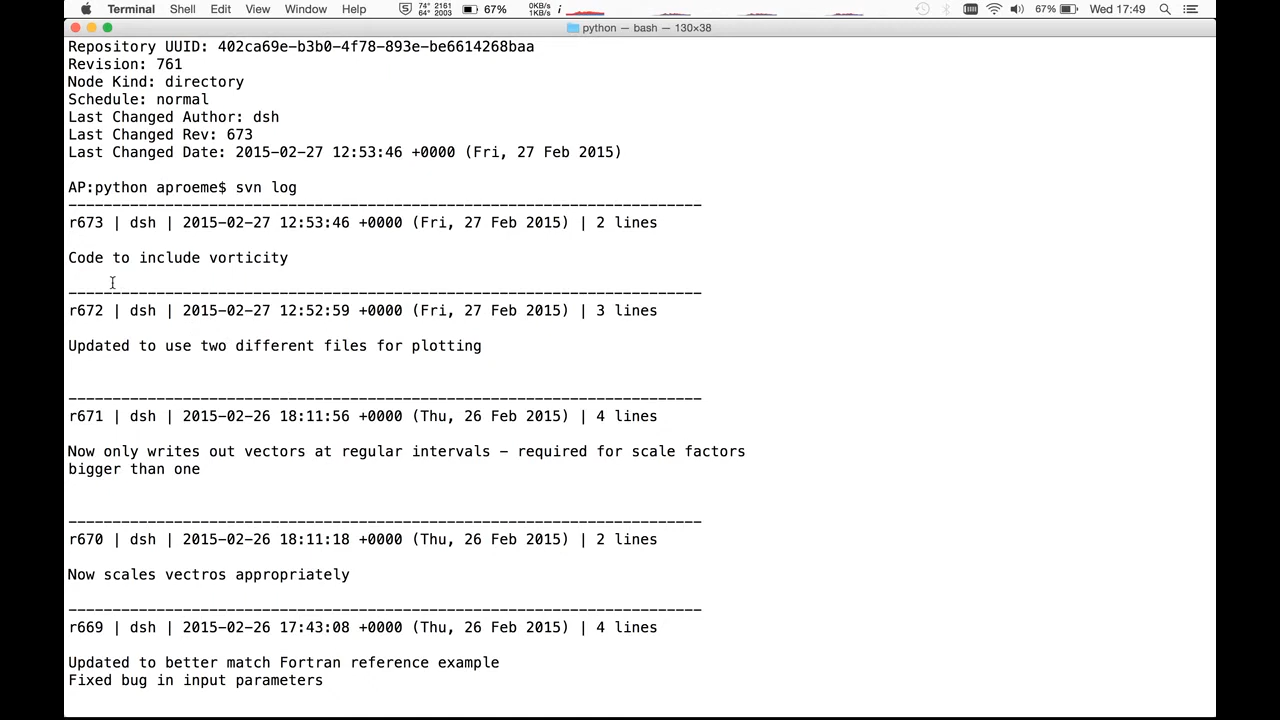 Terminal Shell Edit View Window Help 74° 2161 64° 2003 67% 0KB/s 1KB/s 67% Wed 17:49
python — bash — 130×38
Repository UUID: 402ca69e-b3b0-4f78-893e-be6614268baa
Revision: 761
Node Kind: directory
Schedule: normal
Last Changed Author: dsh
Last Changed Rev: 673
Last Changed Date: 2015-02-27 12:53:46 +0000 (Fri, 27 Feb 2015)
AP:python aproeme$ svn log
------------------------------------------------------------------------
r673 | dsh | 2015-02-27 12:53:46 +0000 (Fri, 27 Feb 2015) | 2 lines
Code to include vorticity
------------------------------------------------------------------------
r672 | dsh | 2015-02-27 12:52:59 +0000 (Fri, 27 Feb 2015) | 3 lines
Updated to use two different files for plotting
------------------------------------------------------------------------
r671 | dsh | 2015-02-26 18:11:56 +0000 (Thu, 26 Feb 2015) | 4 lines
Now only writes out vectors at regular intervals - required for scale factors
bigger than one
------------------------------------------------------------------------
r670 | dsh | 2015-02-26 18:11:18 +0000 (Thu, 26 Feb 2015) | 2 lines
Now scales vectros appropriately
------------------------------------------------------------------------
r669 | dsh | 2015-02-26 17:43:08 +0000 (Thu, 26 Feb 2015) | 4 lines
Updated to better match Fortran reference example
Fixed bug in input parameters